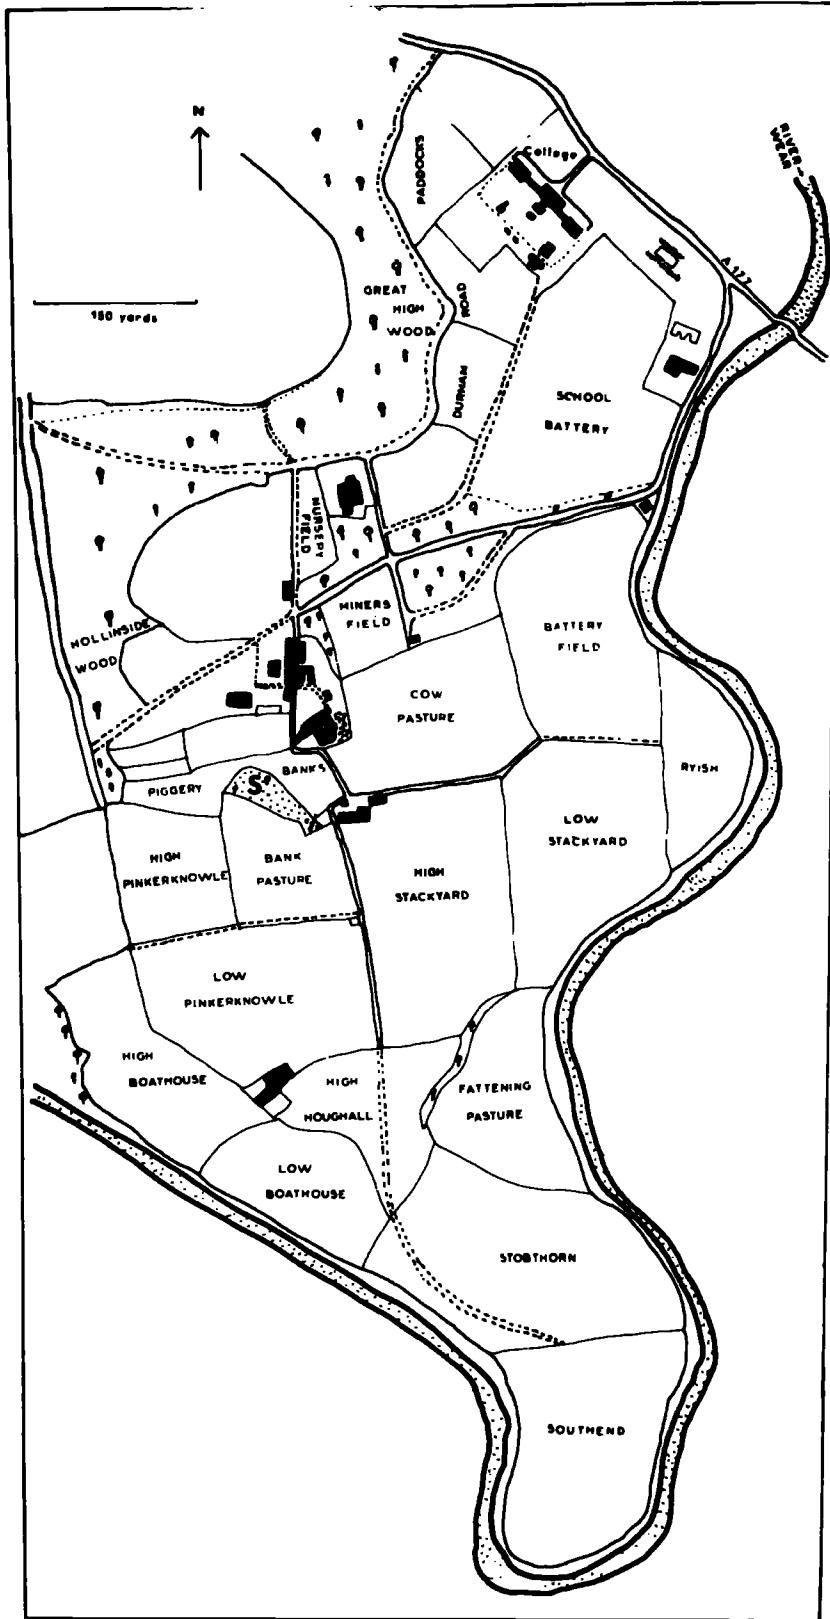 N
RIVER
WEAR
College
PADDOCKS
A 177
GREAT
HIGH
WOOD
ROAD
150 yards
DURHAM
SCHOOL
BATTERY
NURSERY
FIELD
MINERS
FIELD
HOLLINSIDE
WOOD
BATTERY
FIELD
COW
PASTURE
RYISH
BANKS
PIGGERY
S
LOW
STACKYARD
HIGH
PINKERKNOWLE
BANK
PASTURE
HIGH
STACKYARD
LOW
PINKERKNOWLE
HIGH
BOATHOUSE
HIGH
HOUGHALL
FATTENING
PASTURE
LOW
BOATHOUSE
STOBTHORN
SOUTHEND